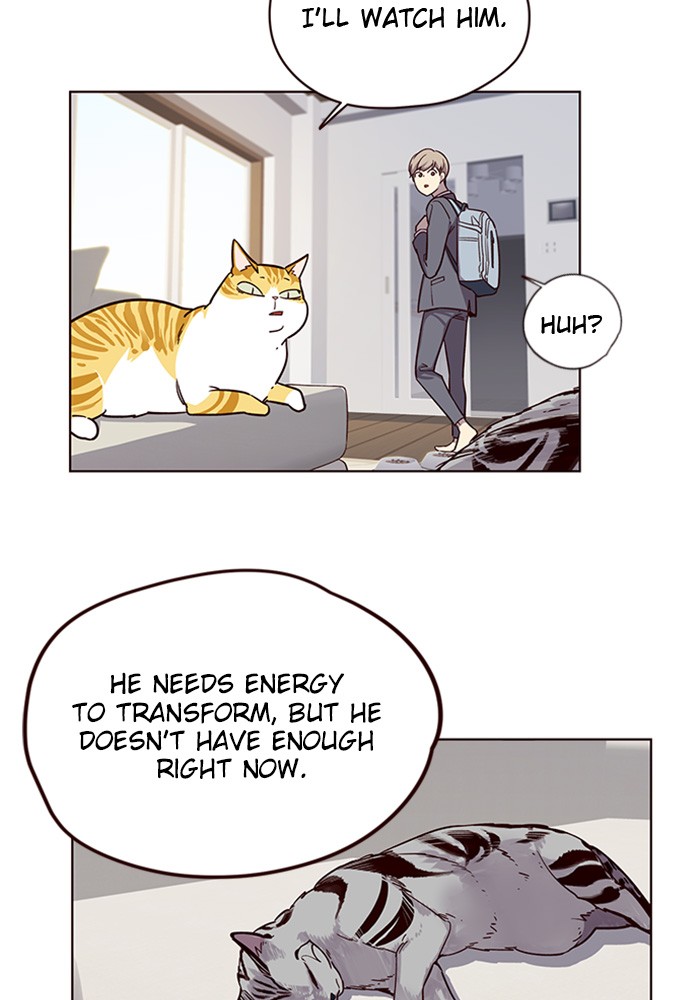 I'LL WATCH HIM.
HUH?
HE NEEDS ENERGY
TO TRANSFORM, BUT HE
DOESN'T HAVE ENOUGH
RIGHT NOW.